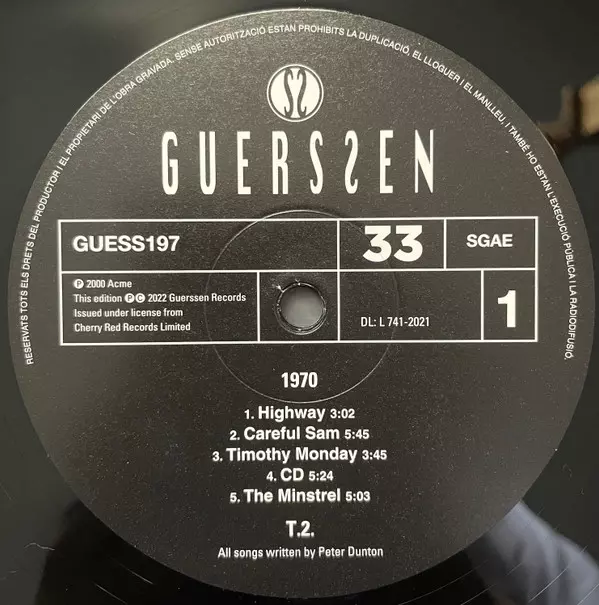 RESERVATS TOTS ELS DRETS DEL PRODUCTOR I EL PROPIETARI DE L'OBRA GRAVADA. SENSE AUTORITZACIÓ ESTAN PROHIBITS LA DUPLICACIÓ, EL LLOGUER I EL MANLLEU, I TAMBÉ HO ESTAN L'EXECUCIÓ PÚBLICA I LA RADIODIFUSIÓ.
GUERSSEN
GUESS197
33
SGAE
℗ 2000 Acme
This edition ℗ © 2022 Guerssen Records
Issued under license from
Cherry Red Records Limited
DL: L 741-2021
1
1970
1. Highway 3:02
2. Careful Sam 5:45
3. Timothy Monday 3:45
4. CD 5:24
5. The Minstrel 5:03
T.2.
All songs written by Peter Dunton